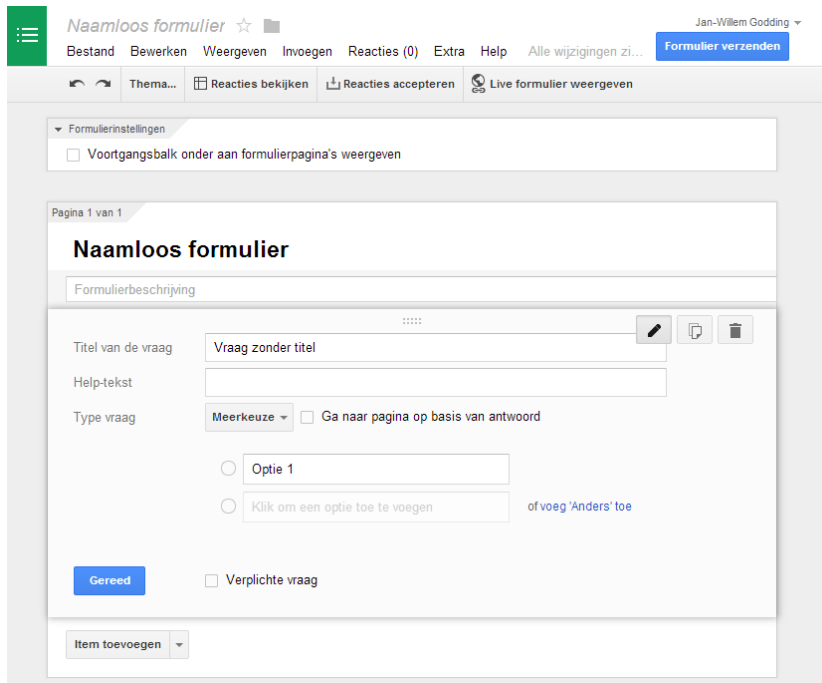 Naamloos formulier
Jan-Willem Godding
Bestand Bewerken Weergeven Invoegen Reacties (0) Extra Help Alle wijzigingen zi...
Formulier verzenden
Thema... Reacties bekijken Reacties accepteren Live formulier weergeven
Formulierinstellingen
Voortgangsbalk onder aan formulierpagina's weergeven
Pagina 1 van 1
Naamloos formulier
Formulierbeschrijving
Titel van de vraag Vraag zonder titel
Help-tekst
Type vraag Meerkeuze Ga naar pagina op basis van antwoord
Optie 1
Klik om een optie toe te voegen of voeg 'Anders' toe
Gereed Verplichte vraag
Item toevoegen